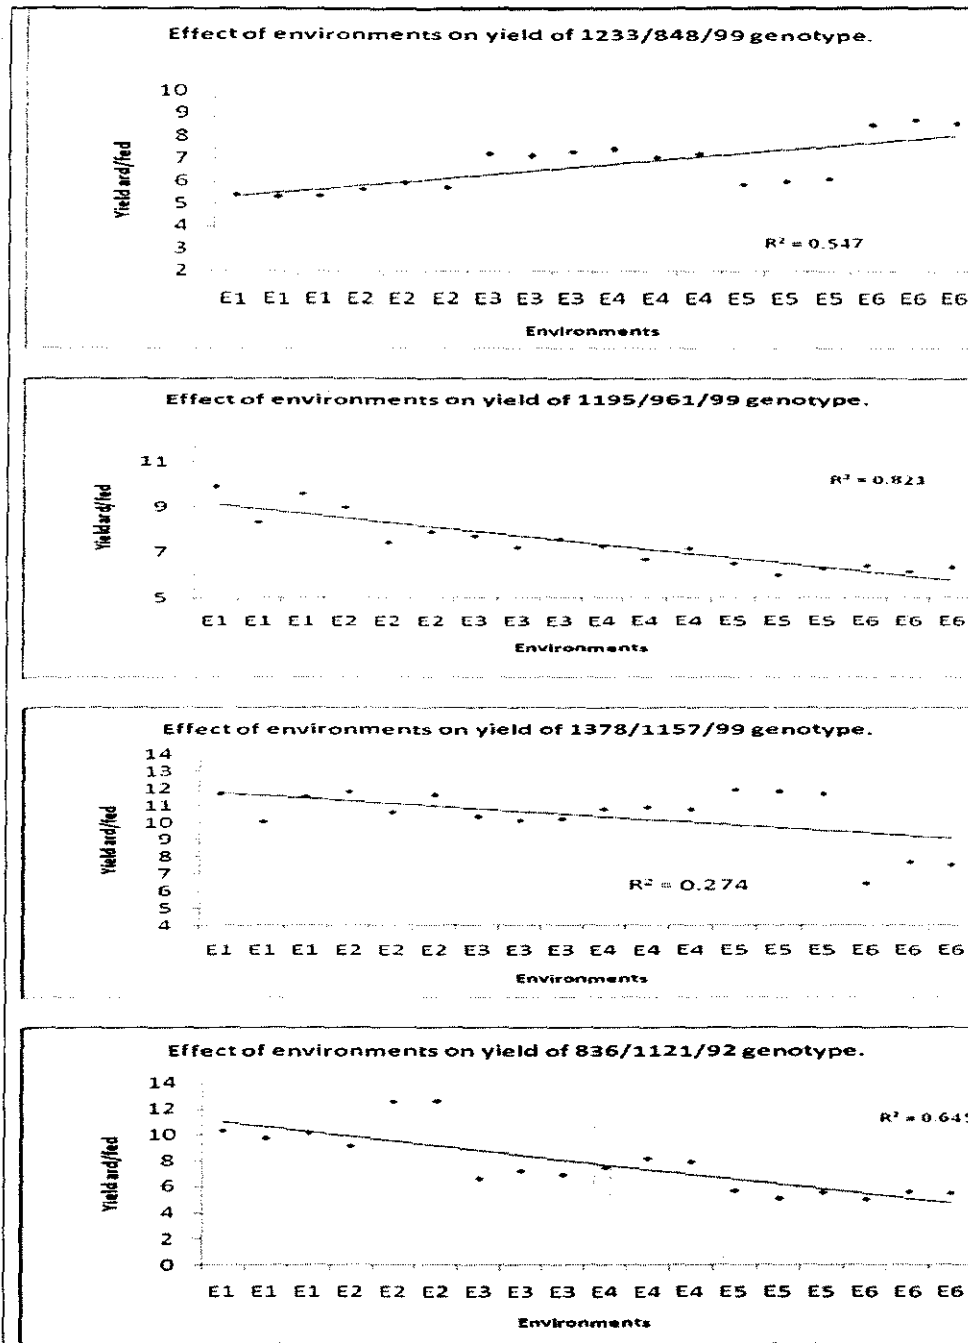 Effect of environments on yield of 1233/848/99 genotype.
10
9
8
7
6
5
4
3
2
Yield ard/fed
R² = 0.547
E1 E1 E1 E2 E2 E2 E3 E3 E3 E4 E4 E4 E5 E5 E5 E6 E6 E6
Environments
Effect of environments on yield of 1195/961/99 genotype.
11
9
7
5
Yield ard/fed
R² = 0.823
E1 E1 E1 E2 E2 E2 E3 E3 E3 E4 E4 E4 E5 E5 E5 E6 E6 E6
Environments
Effect of environments on yield of 1378/1157/99 genotype.
14
13
12
11
10
9
8
7
6
5
4
Yield ard/fed
R² = 0.274
E1 E1 E1 E2 E2 E2 E3 E3 E3 E4 E4 E4 E5 E5 E5 E6 E6 E6
Environments
Effect of environments on yield of 836/1121/92 genotype.
14
12
10
8
6
4
2
0
Yield ard/fed
R² =
E1 E1 E1 E2 E2 E2 E3 E3 E3 E4 E4 E4 E5 E5 E5 E6 E6 E6
Environments